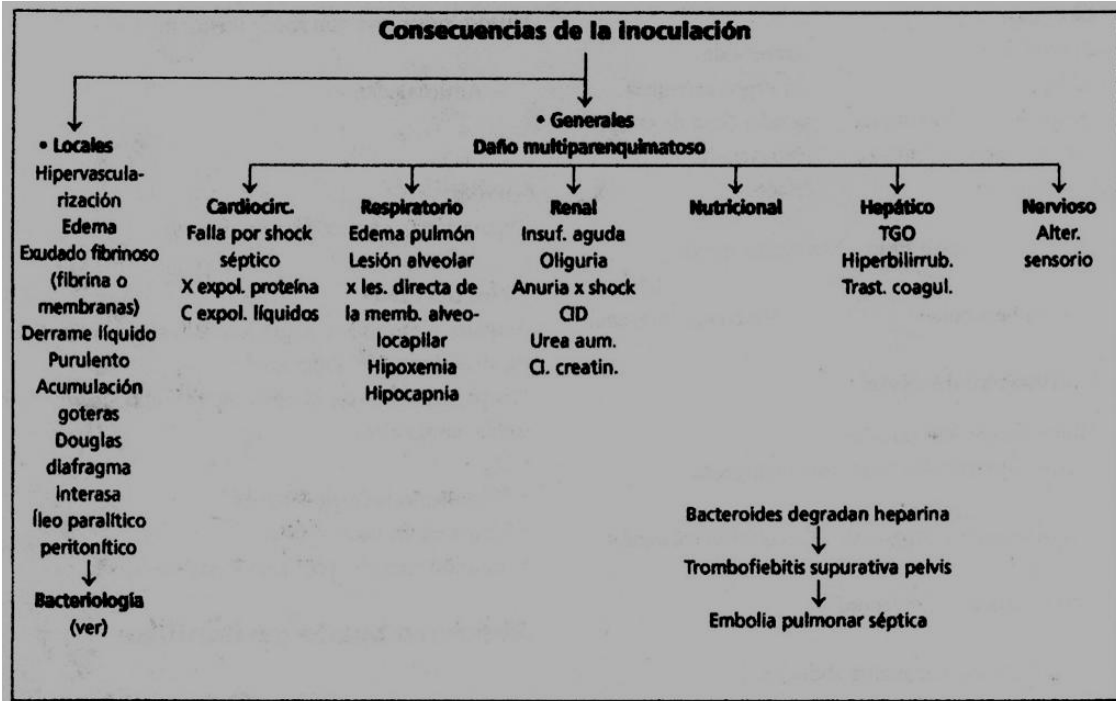 Consecuencias de la inoculación
• Locales
Hipervascula-
rización
Edema
Exudado fibrinoso
(fibrina o
membranas)
Derrame líquido
Purulento
Acumulación
goteras
Douglas
diafragma
interasa
Íleo paralítico
peritonítico
Bacteriología
(ver)
• Generales
Daño multiparenquimatoso
Cardiocirc.
Falla por shock
séptico
X expol. proteína
C expol. líquidos
Respiratorio
Edema pulmón
Lesión alveolar
x les. directa de
la memb. alveo-
locapilar
Hipoxemia
Hipocapnia
Renal
Insuf. aguda
Oliguria
Anuria x shock
CID
Urea aum.
Cl. creatin.
Nutricional
Hepático
TGO
Hiperbilirrub.
Trast. coagul.
Nervioso
Alter.
sensorio
Bacteroides degradan heparina
Tromboflebitis supurativa pelvis
Embolia pulmonar séptica